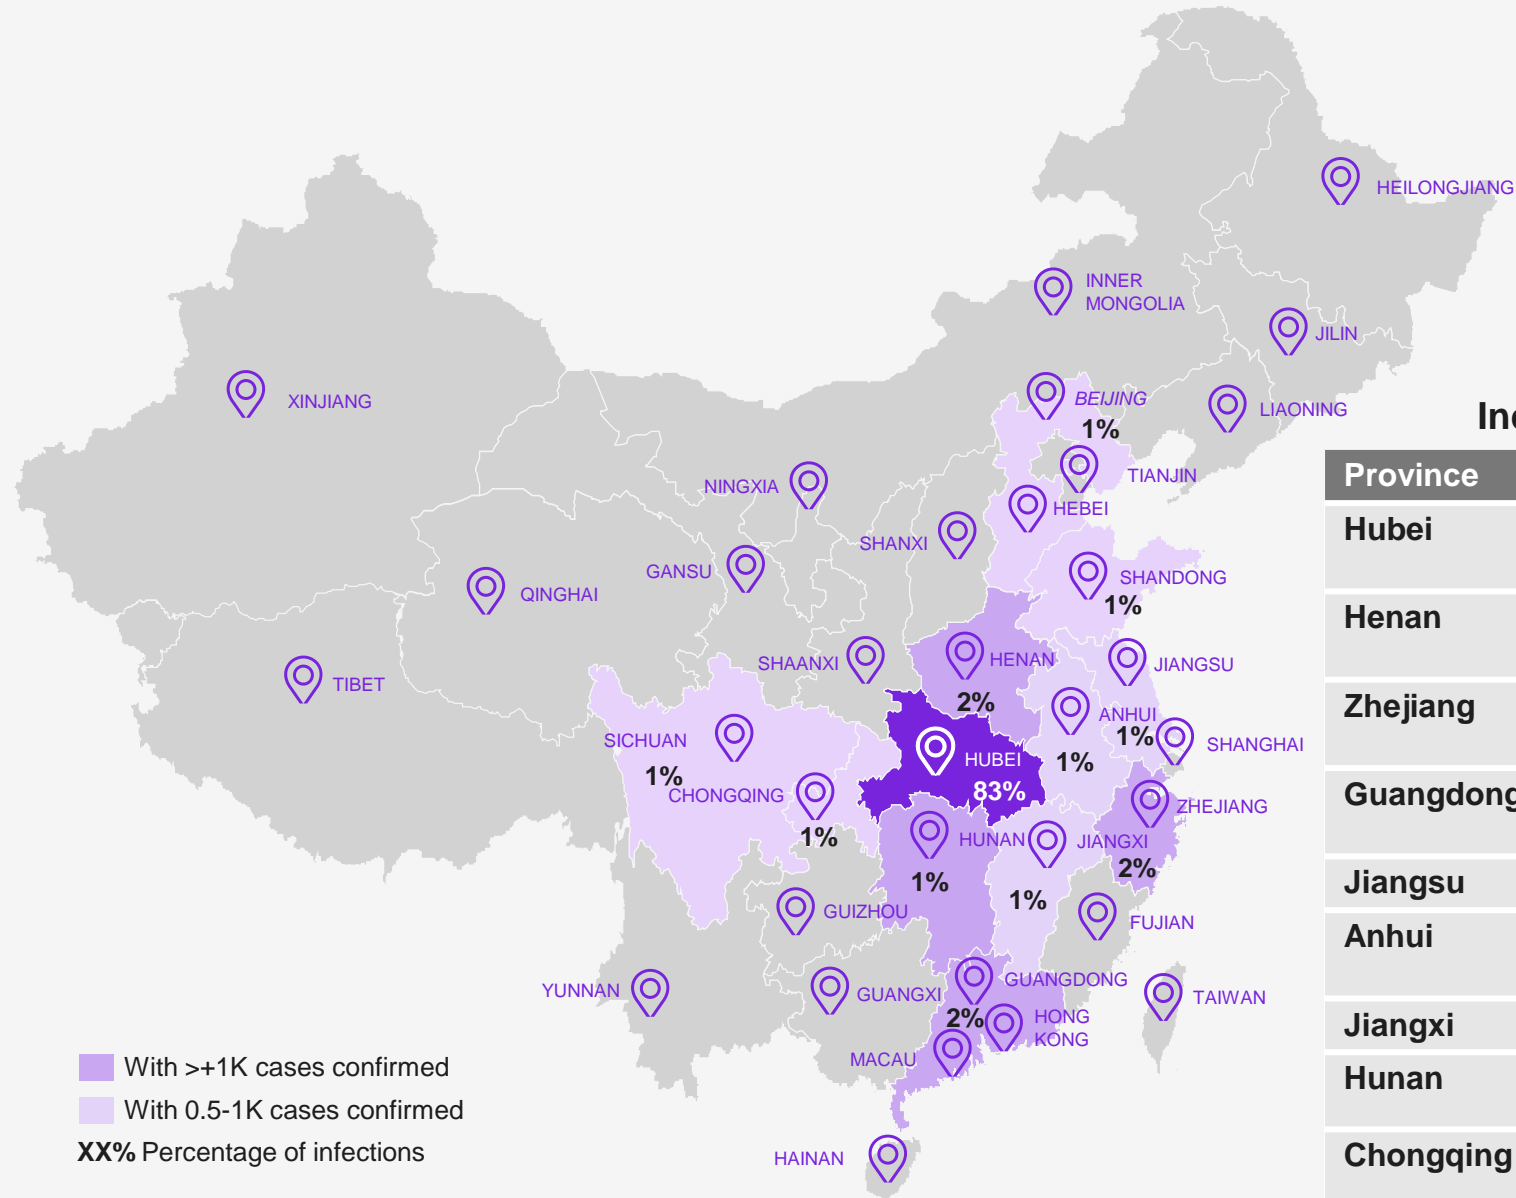 HEILONGJIANG
INNER
MONGOLIA
JILIN
XINJIANG
BEIJING
1%
LIAONING
TIANJIN
NINGXIA
HEBEI
SHANXI
GANSU
QINGHAI
SHANDONG
1%
SHAANXI
HENAN
2%
JIANGSU
1%
TIBET
ANHUI
1%
SICHUAN
1%
SHANGHAI
HUBEI
83%
CHONGQING
1%
ZHEJIANG
2%
HUNAN
1%
JIANGXI
1%
GUIZHOU
FUJIAN
YUNNAN
GUANGXI
GUANGDONG
2%
HONG
KONG
TAIWAN
MACAU
HAINAN
With >+1K cases confirmed
With 0.5-1K cases confirmed
XX% Percentage of infections
Province
Hubei
Henan
Zhejiang
Guangdong
Jiangsu
Anhui
Jiangxi
Hunan
Chongqing